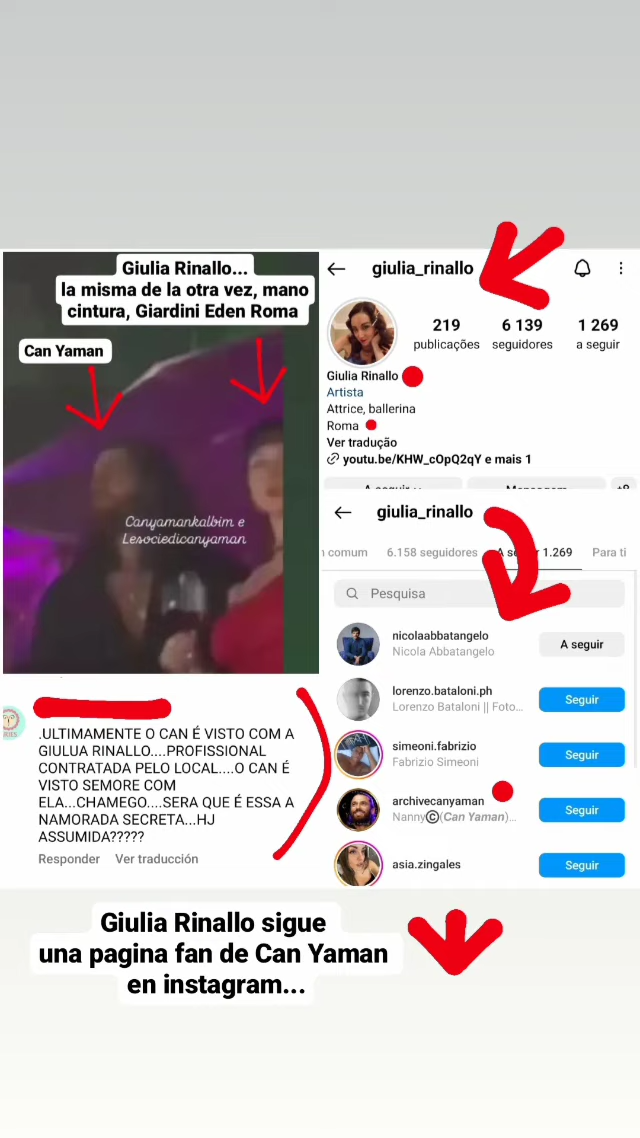 Giulia Rinallo...
la misma de la otra vez, mano
cintura, Giardini Eden Roma
Can Yaman
Canyamankalbim e
Lesociedicanyaman
.ULTIMAMENTE O CAN É VISTO COM A
GIULUA RINALLO....PROFISSIONAL
CONTRATADA PELO LOCAL....O CAN É
VISTO SEMORE COM
ELA...CHAMEGO....SERA QUE É ESSA A
NAMORADA SECRETA...HJ
ASSUMIDA?????
Responder Ver traducción
giulia_rinallo
219 6 139 1 269
publicações seguidores a seguir
Giulia Rinallo
Artista
Attrice, ballerina
Roma
Ver tradução
youtu.be/KHW_cOpQ2qY e mais 1
A seguir Mensagem
giulia_rinallo
comum 6.158 seguidores A seguir 1.269 Para ti
Pesquisa
nicolaabbatangelo
Nicola Abbatangelo
A seguir
lorenzo.bataloni.ph
Lorenzo Bataloni || Foto...
Seguir
simeoni.fabrizio
Fabrizio Simeoni
Seguir
archivecanyaman
Nanny©(Can Yaman)...
Seguir
asia.zingales
Seguir
Giulia Rinallo sigue
una pagina fan de Can Yaman
en instagram...